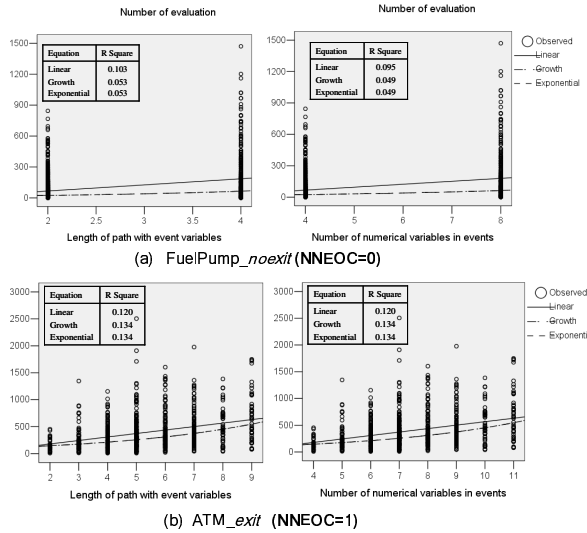 Number of evaluation
Equation R Square
Linear 0.103
Growth 0.053
Exponential 0.053
1500
1200
900
600
300
0
2 2.5 3 3.5 4
Length of path with event variables
Number of evaluation
Equation R Square
Linear 0.095
Growth 0.049
Exponential 0.049
1500
1200
900
600
300
0
4 5 6 7 8
Number of numerical variables in events
Observed
Linear
Growth
Exponential
(a) FuelPump_noexit (NNEOC=0)
Equation R Square
Linear 0.120
Growth 0.134
Exponential 0.134
3000
2500
2000
1500
1000
500
0
2 3 4 5 6 7 8 9
Length of path with event variables
Equation R Square
Linear 0.120
Growth 0.134
Exponential 0.134
3000
2500
2000
1500
1000
500
0
4 5 6 7 8 9 10 11
Number of numerical variables in events
Observed
Linear
Growth
Exponenti
(b) ATM_exit (NNEOC=1)